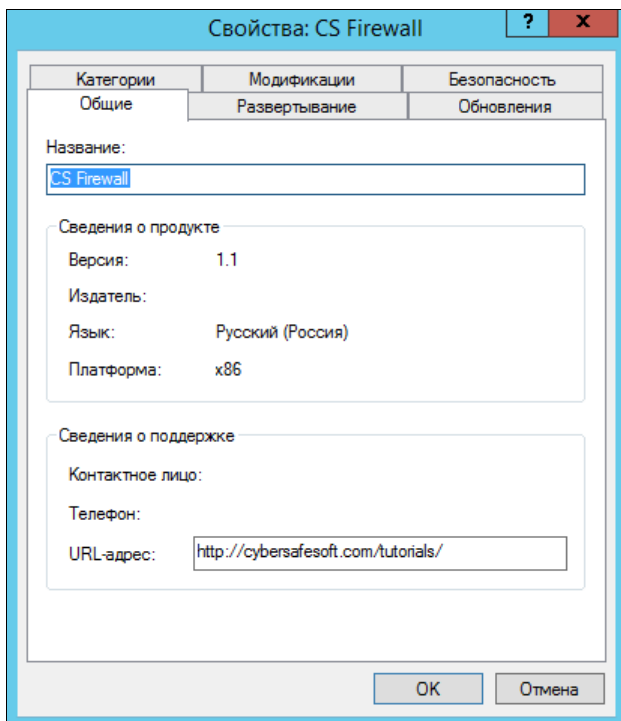 Свойства: CS Firewall
?
x
Категории
Модификации
Безопасность
Общие
Развертывание
Обновления
Название:
CS Firewall
Сведения о продукте
Версия: 1.1
Издатель:
Язык: Русский (Россия)
Платформа: x86
Сведения о поддержке
Контактное лицо:
Телефон:
URL-адрес: http://cybersafesoft.com/tutorials/
OK
Отмена